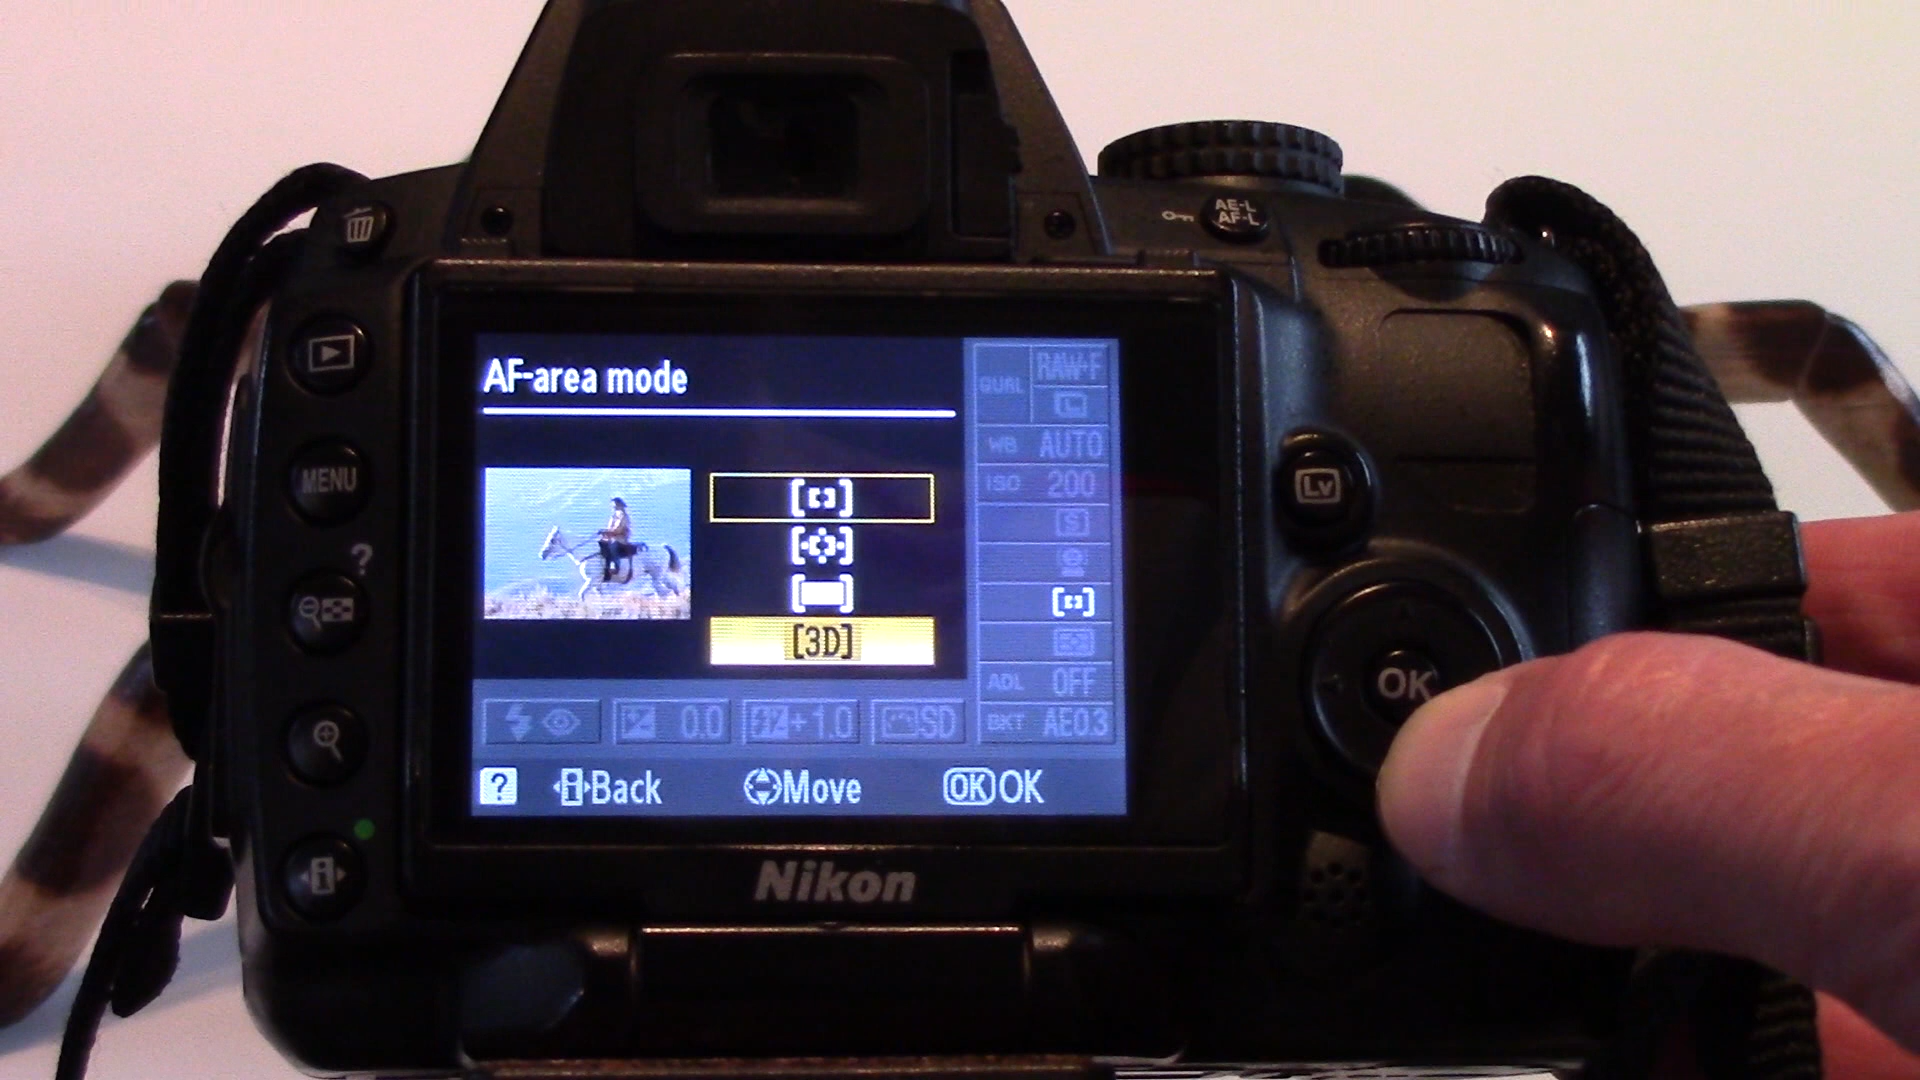 AE-L
AF-L
MENU
?
AF-area mode
[3D]
QUAL RAW+F
L
WB AUTO
ISO 200
S
ADL OFF
BKT AE0.3
0.0
+1.0
SD
? i Back
Move
OK OK
Lv
OK
i
Nikon